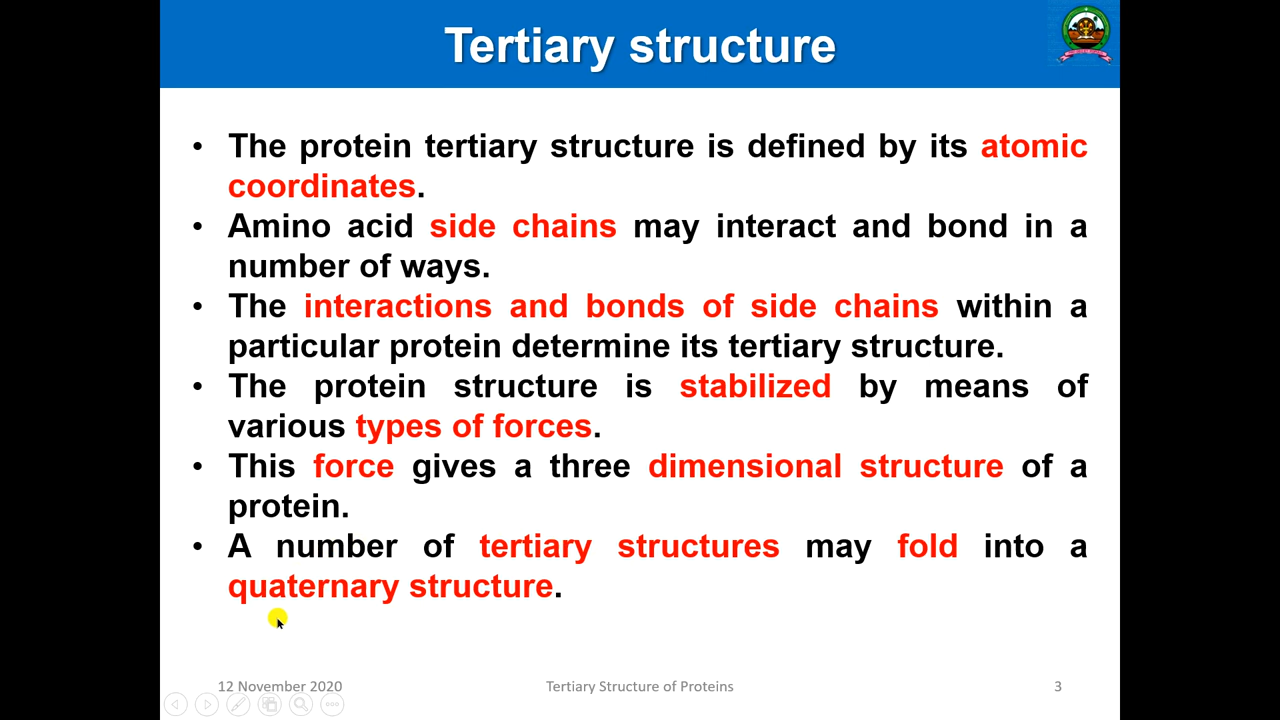 Tertiary structure
• The protein tertiary structure is defined by its atomic
coordinates.
• Amino acid side chains may interact and bond in a
number of ways.
• The interactions and bonds of side chains within a
particular protein determine its tertiary structure.
• The protein structure is stabilized by means of
various types of forces.
• This force gives a three dimensional structure of a
protein.
• A number of tertiary structures may fold into a
quaternary structure.
12 November 2020
Tertiary Structure of Proteins
3